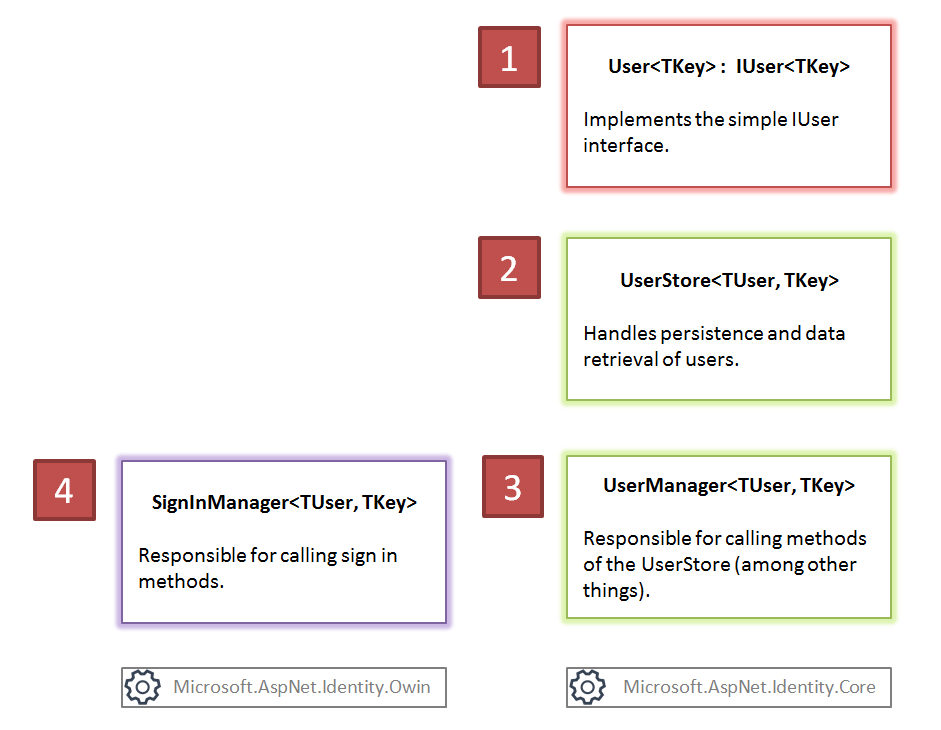 1
User<TKey> : IUser<TKey>
Implements the simple IUser
interface.
2
UserStore<TUser, TKey>
Handles persistence and data
retrieval of users.
4
SignInManager<TUser, TKey>
Responsible for calling sign in
methods.
3
UserManager<TUser, TKey>
Responsible for calling methods
of the UserStore (among other
things).
Microsoft.AspNet.Identity.Owin
Microsoft.AspNet.Identity.Core